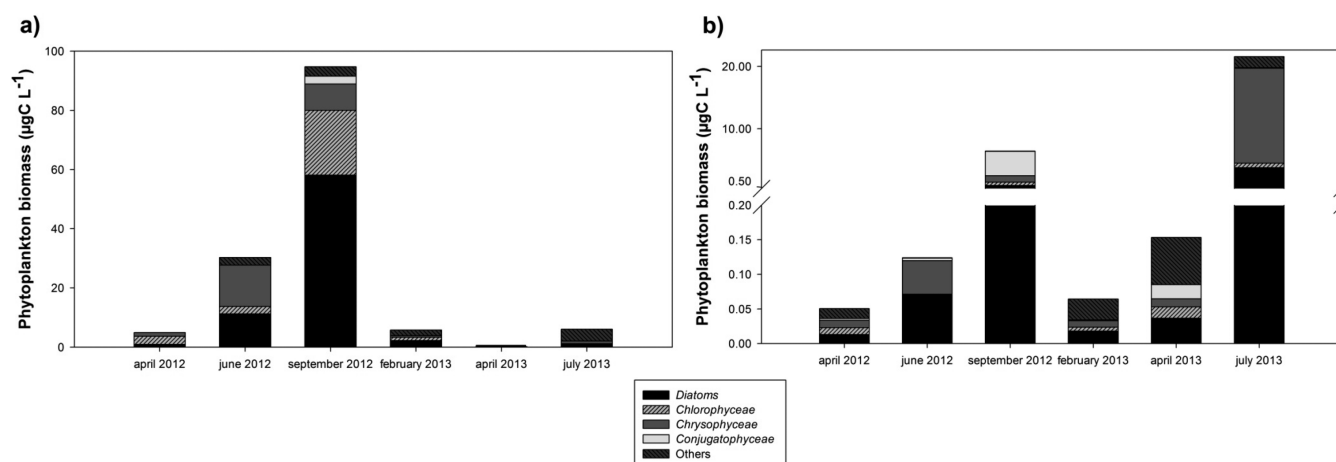 a)
Phytoplankton biomass (µgC L⁻¹)
100
80
60
40
20
0
april 2012 june 2012 september 2012 february 2013 april 2013 july 2013
b)
Phytoplankton biomass (µgC L⁻¹)
20.00
10.00
0.50
0.20
0.15
0.10
0.05
0.00
april 2012 june 2012 september 2012 february 2013 april 2013 july 2013
Diatoms
Chlorophyceae
Chrysophyceae
Conjugatophyceae
Others